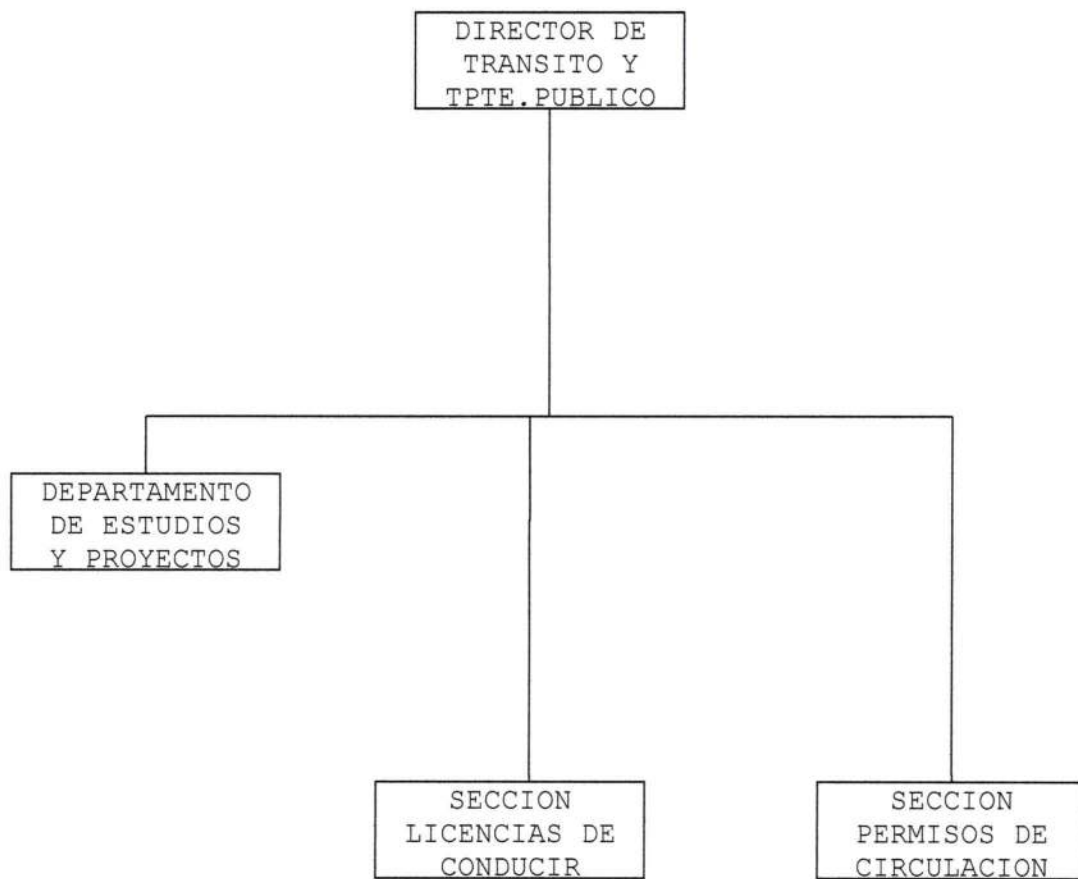 DIRECTOR DE
TRANSITO Y
TPTE.PUBLICO
DEPARTAMENTO
DE ESTUDIOS
Y PROYECTOS
SECCION
LICENCIAS DE
CONDUCIR
SECCION
PERMISOS DE
CIRCULACION